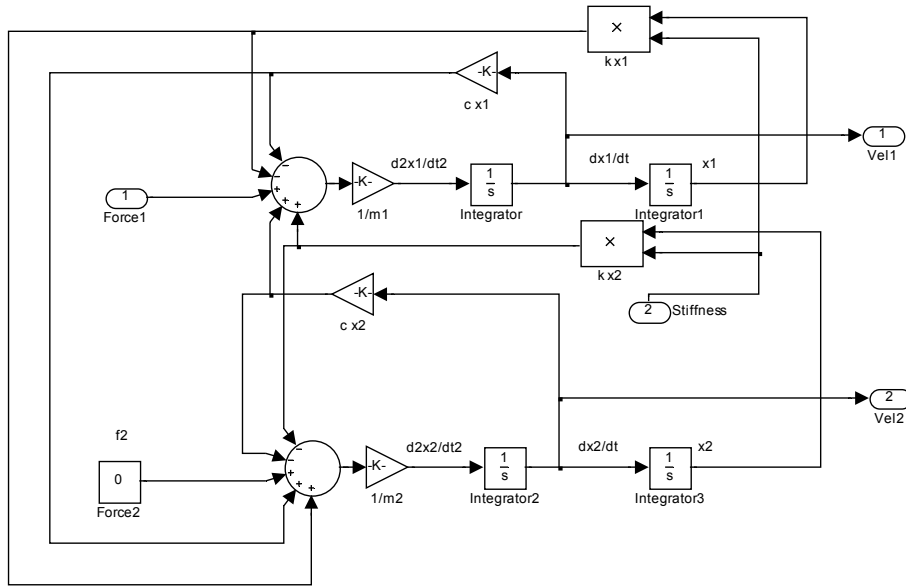 ×
k x1
-K-
c x1
1
Vel1
− − + + +
1
Force1
-K-
1/m1
d2x1/dt2
1
s
Integrator
dx1/dt
1
s
Integrator1
x1
×
k x2
-K-
c x2
2
Stiffness
2
Vel2
f2
0
Force2
− − + + +
-K-
1/m2
d2x2/dt2
1
s
Integrator2
dx2/dt
1
s
Integrator3
x2